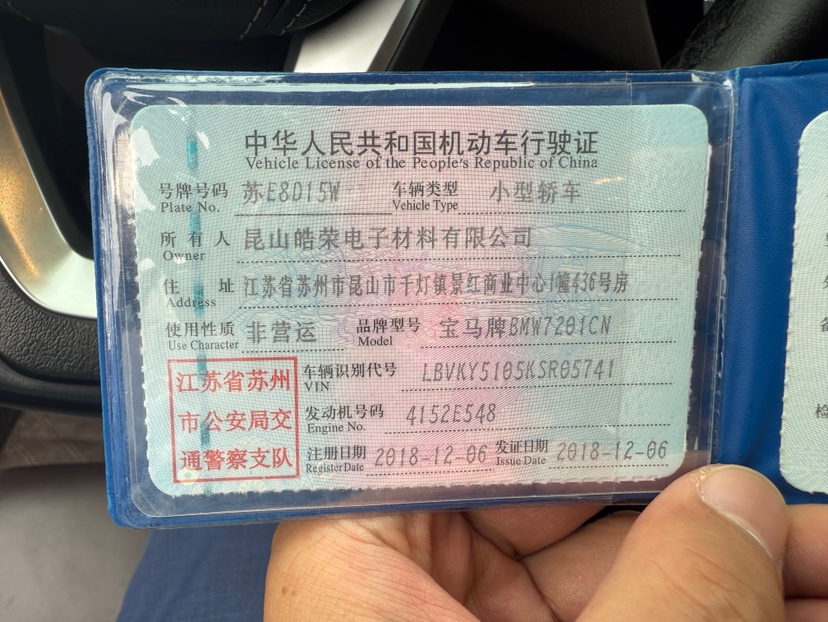 中华人民共和国机动车行驶证
Vehicle License of the People's Republic of China
号牌号码 苏E8D15W 车辆类型 小型轿车
Plate No. Vehicle Type
所有人 昆山皓荣电子材料有限公司
Owner
住址 江苏省苏州市昆山市千灯镇景红商业中心1幢436号房
Address
使用性质 非营运 品牌型号 宝马牌BMW7201CN
Use Character Model
江苏省苏州
市公安局交
通警察支队
车辆识别代号 LBVKY5105KSR05741
VIN
发动机号码 4152E548
Engine No.
注册日期 2018-12-06 发证日期 2018-12-06
Register Date Issue Date
检